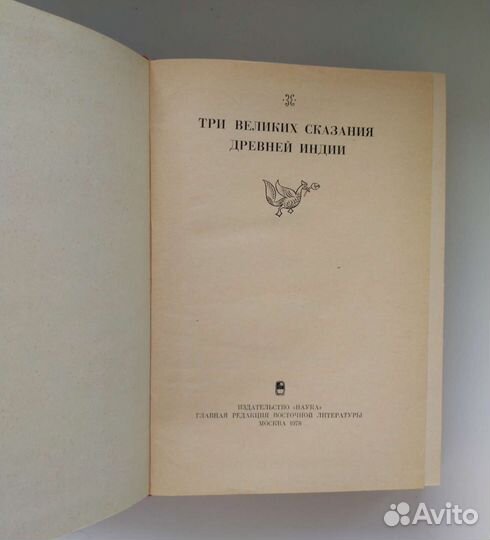 ТРИ ВЕЛИКИХ СКАЗАНИЯ
ДРЕВНЕЙ ИНДИИ
ИЗДАТЕЛЬСТВО «НАУКА»
ГЛАВНАЯ РЕДАКЦИЯ ВОСТОЧНОЙ ЛИТЕРАТУРЫ
МОСКВА 1978
Avito